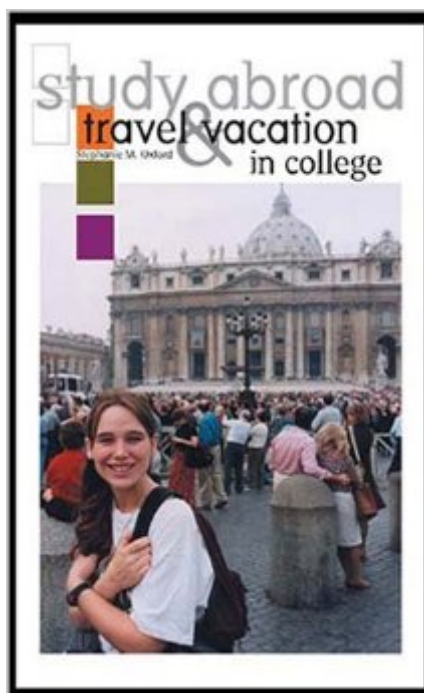 study abroad
&
travel vacation
Stephanie M. Oxford
in college